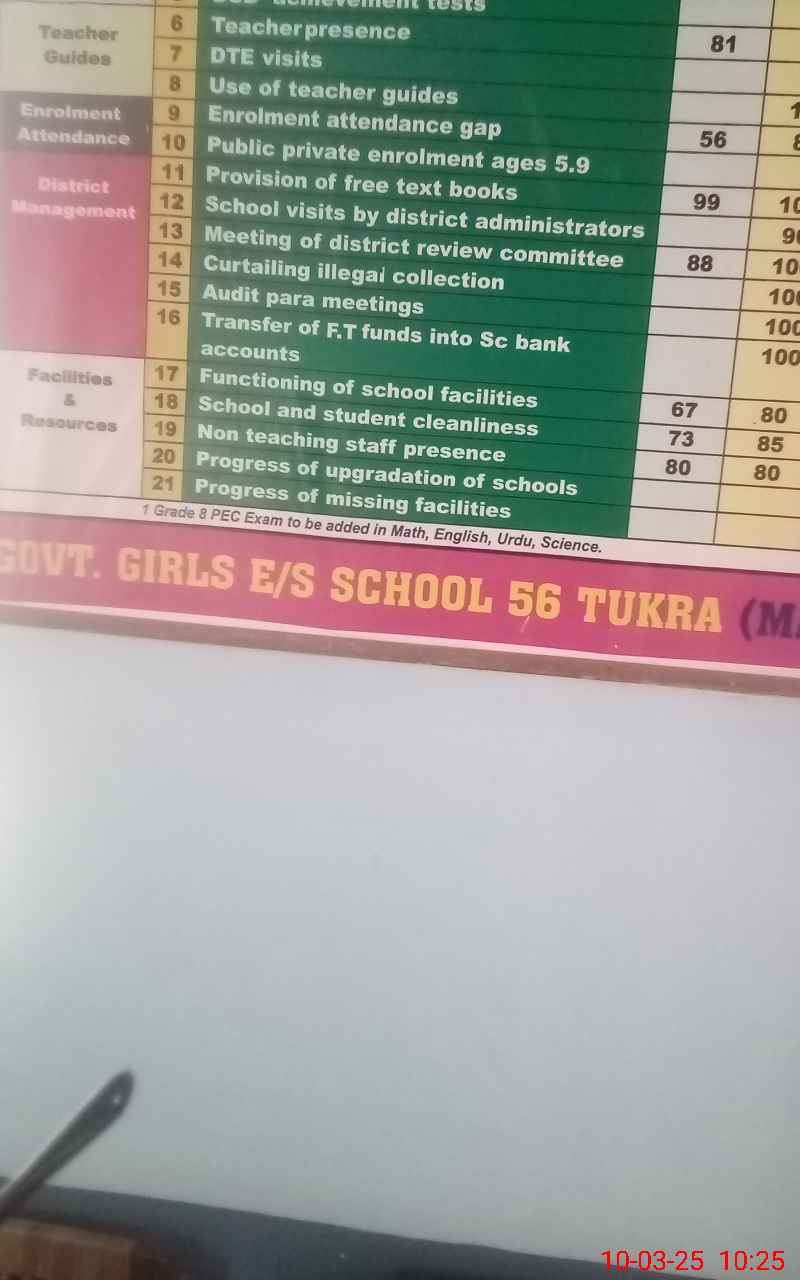 achievement tests
Teacher Guides
6 Teacher presence 81
7 DTE visits
8 Use of teacher guides
Enrolment Attendance
9 Enrolment attendance gap 56
10 Public private enrolment ages 5.9
District Management
11 Provision of free text books 99
12 School visits by district administrators
13 Meeting of district review committee 88
14 Curtailing illegal collection
15 Audit para meetings
16 Transfer of F.T funds into Sc bank accounts 100
Facilities & Resources
17 Functioning of school facilities 67 80
18 School and student cleanliness 73 85
19 Non teaching staff presence 80 80
20 Progress of upgradation of schools
21 Progress of missing facilities
1 Grade 8 PEC Exam to be added in Math, English, Urdu, Science.
GOVT. GIRLS E/S SCHOOL 56 TUKRA
10-03-25 10:25